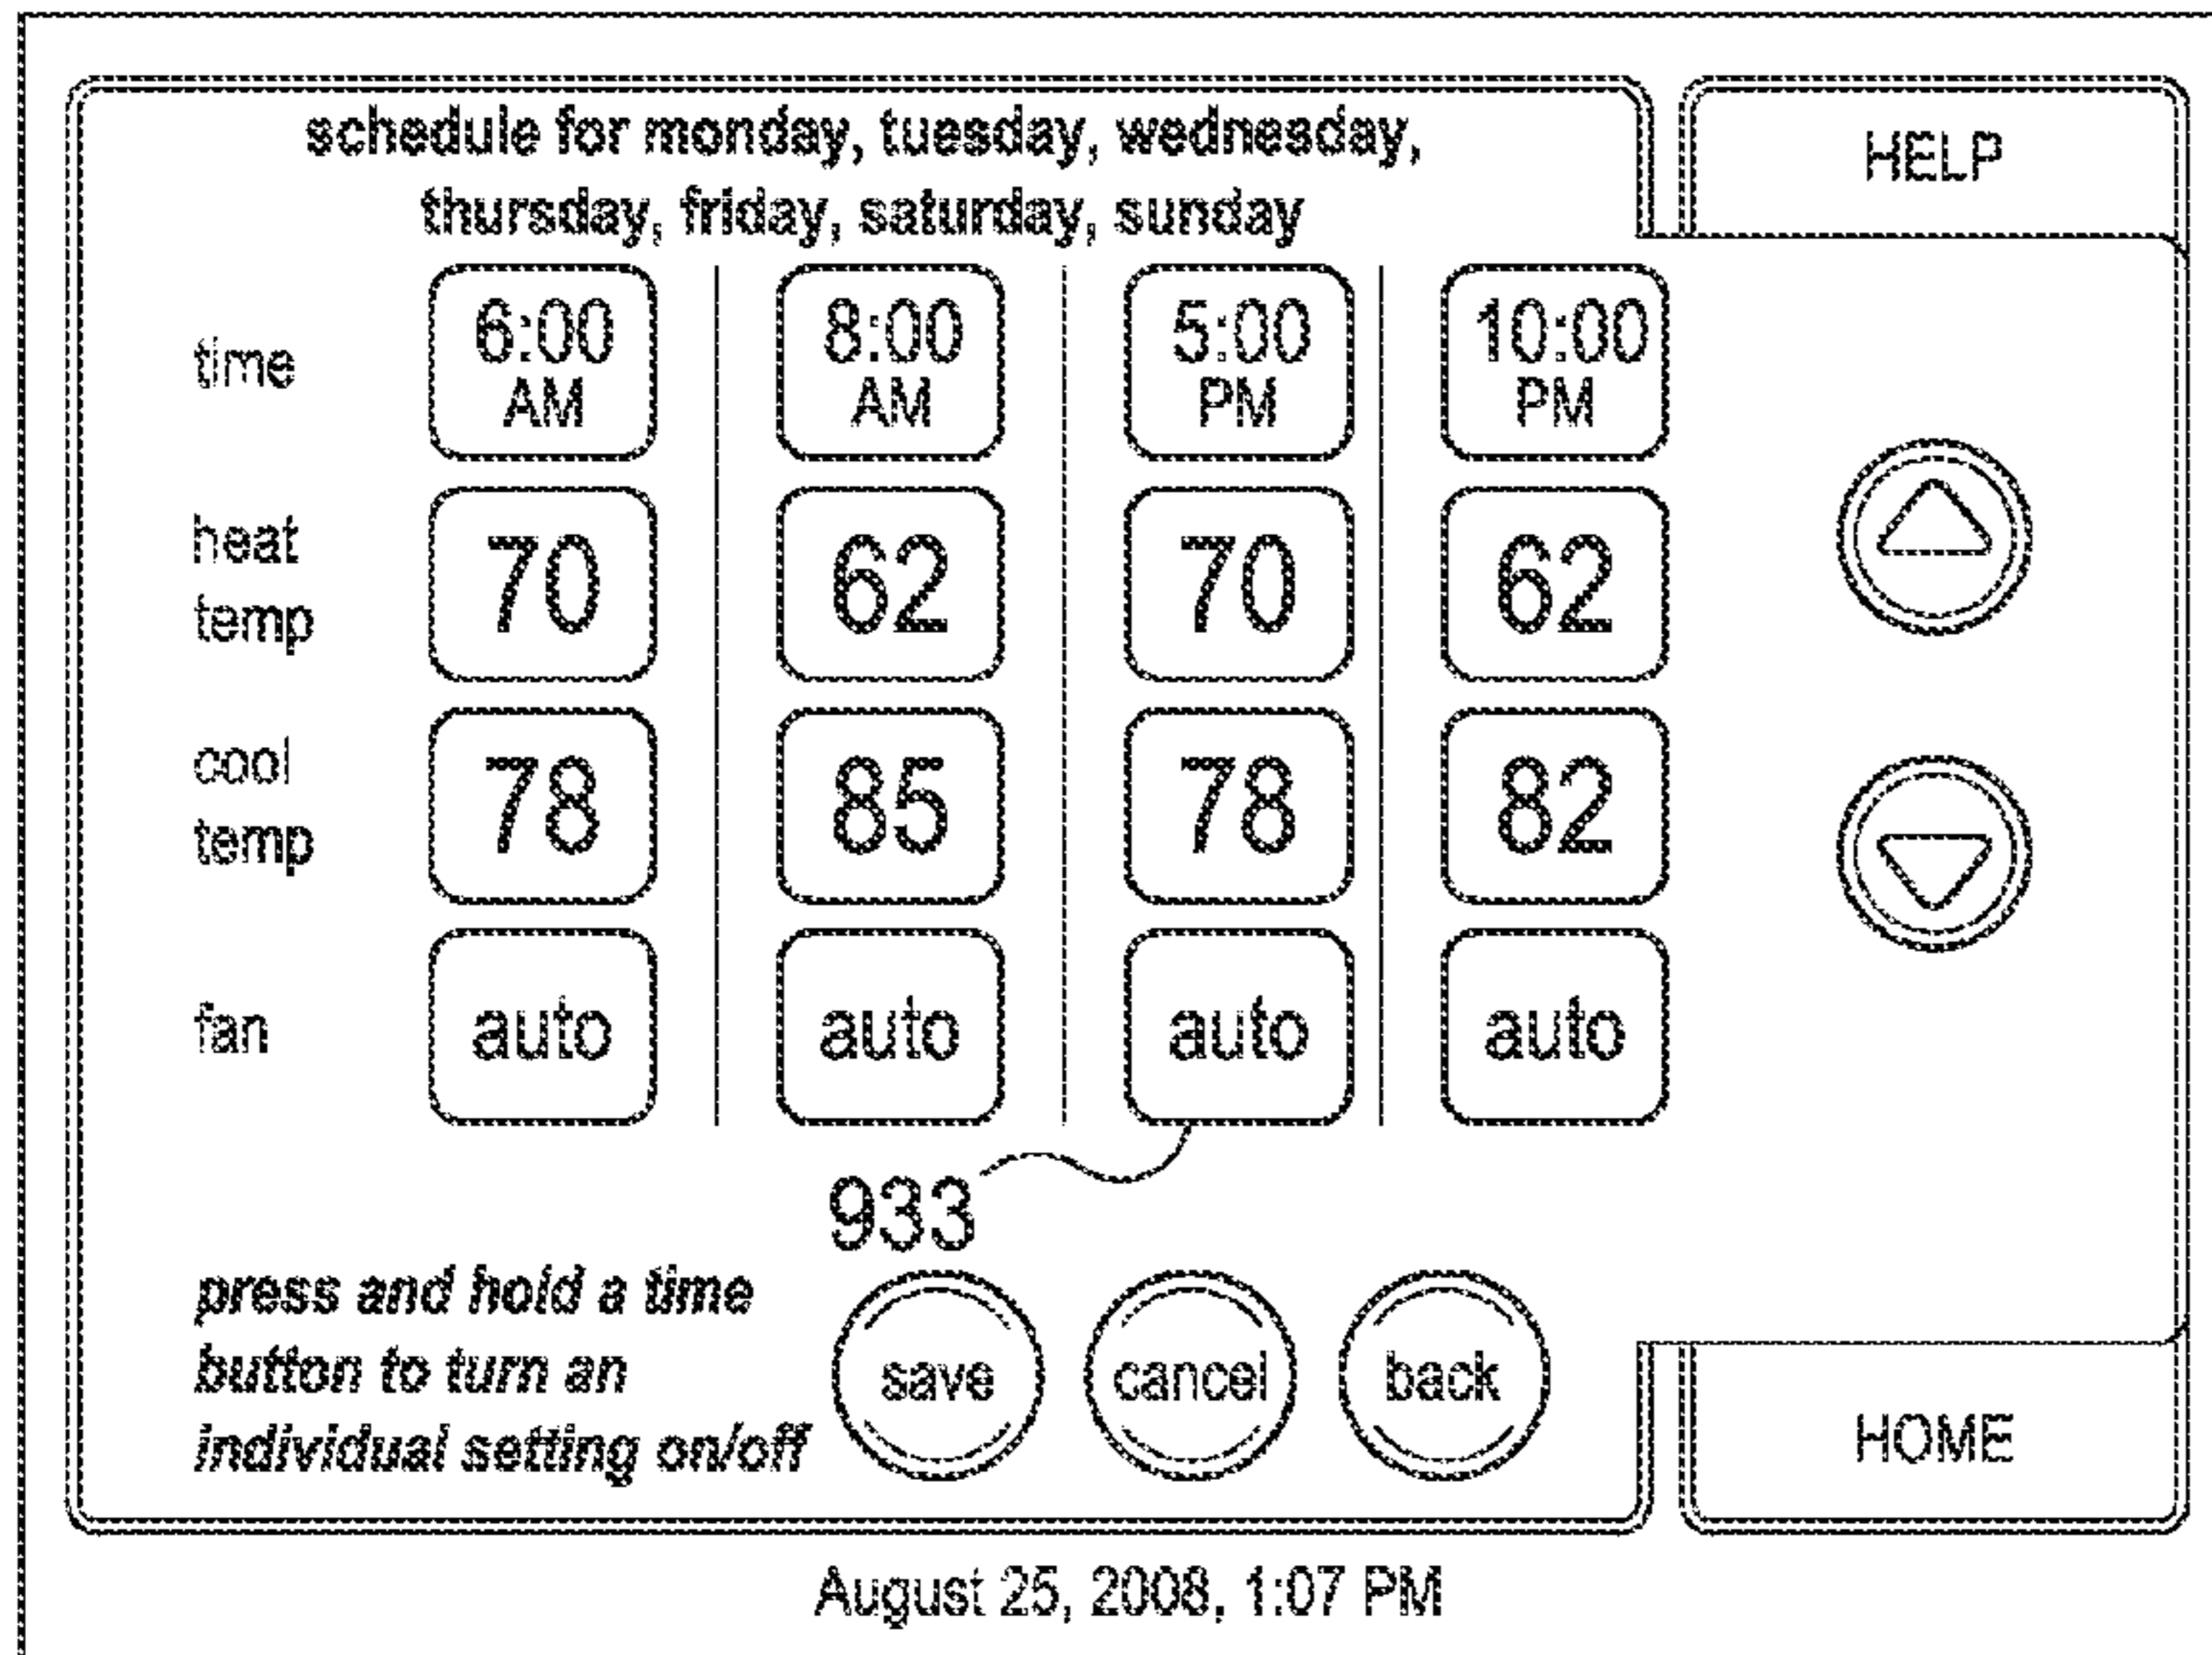 schedule for monday, tuesday, wednesday,
thursday, friday, saturday, sunday
HELP
time
6:00
AM
8:00
AM
5:00
PM
10:00
PM
heat
temp
70
62
70
62
cool
temp
78
85
78
82
fan
auto
auto
auto
auto
933
press and hold a time
button to turn an
individual setting on/off
save
cancel
back
HOME
August 25, 2008, 1:07 PM